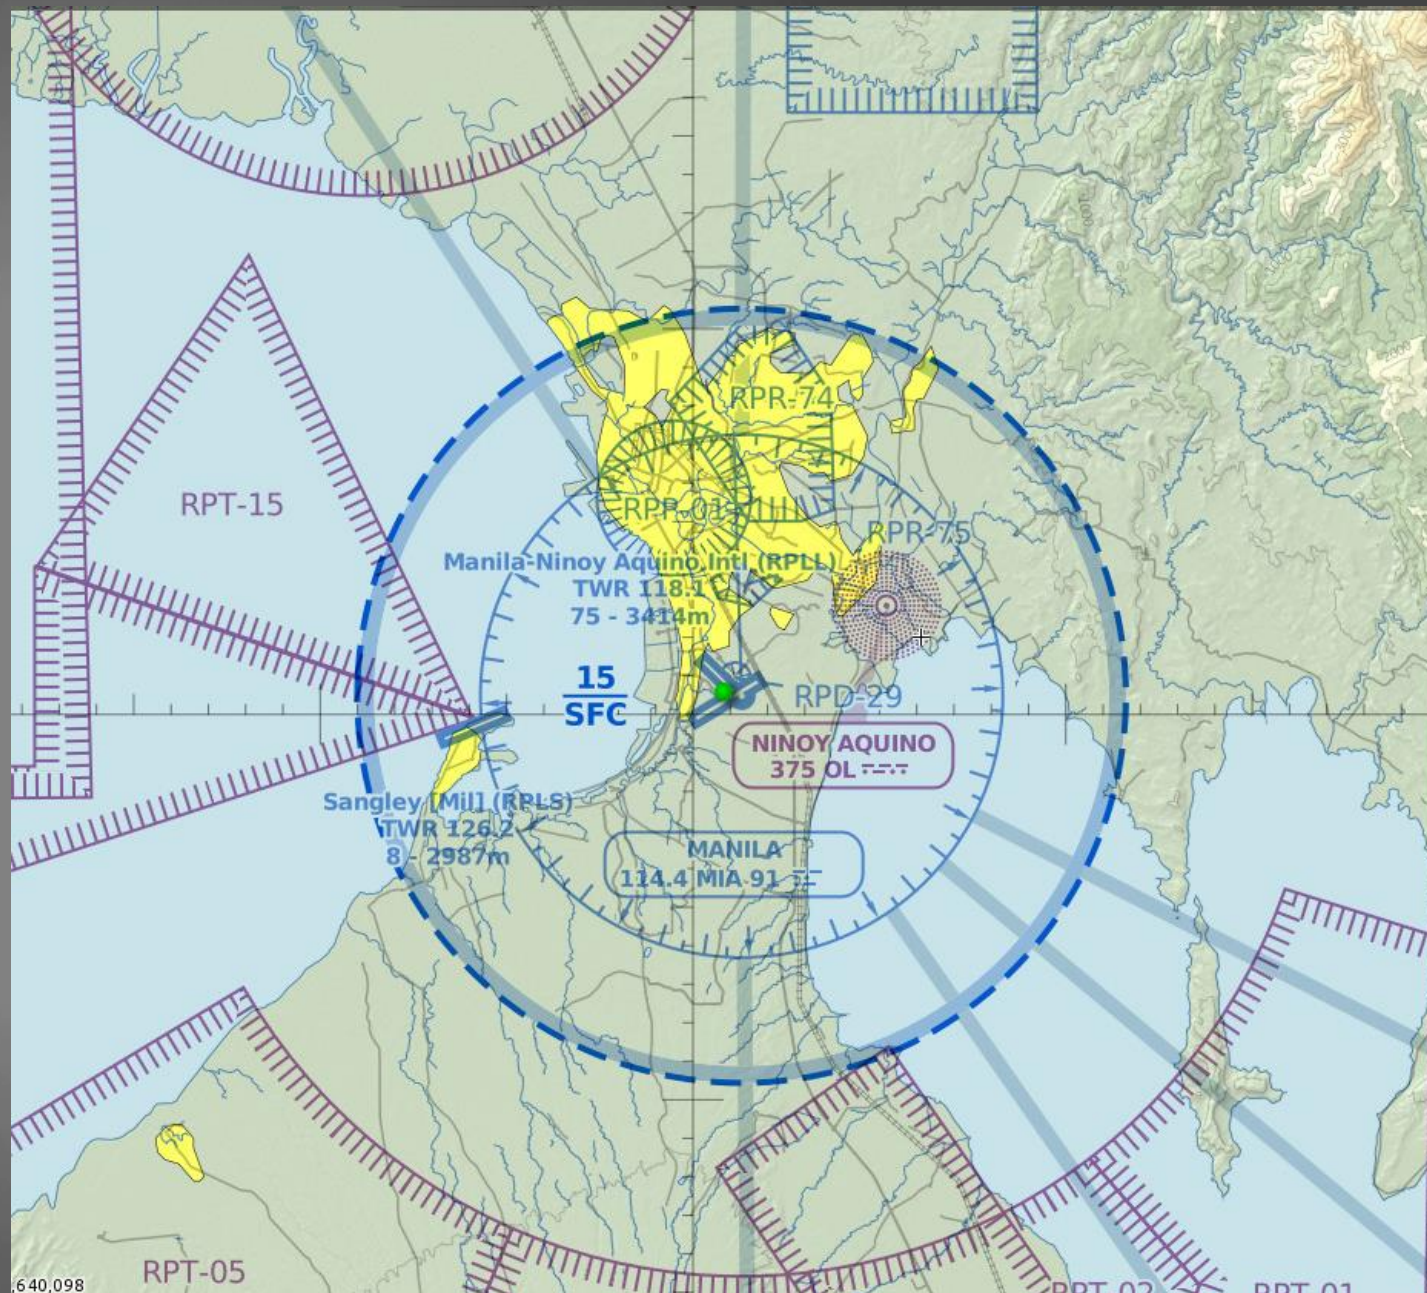 RPR-74
RPT-15
RPR-01
RPR-75
Manila-Ninoy Aquino Intl (RPLL)
TWR 118.1
75 - 3414m
15
SFC
RPD-29
NINOY AQUINO
375 OL
Sangley [Mil] (RPLS)
TWR 126.2
8 - 2987m
MANILA
114.4 MIA 91
RPT-05
RPT-02
RPT-01
640,098